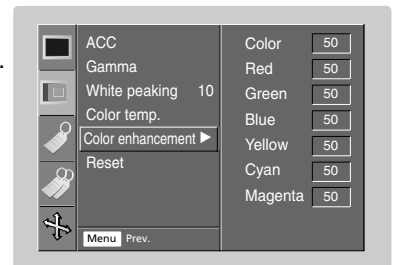 ACC
Gamma
White peaking 10
Color temp.
Color enhancement ▶
Reset
Menu Prev.
Color 50
Red 50
Green 50
Blue 50
Yellow 50
Cyan 50
Magenta 50